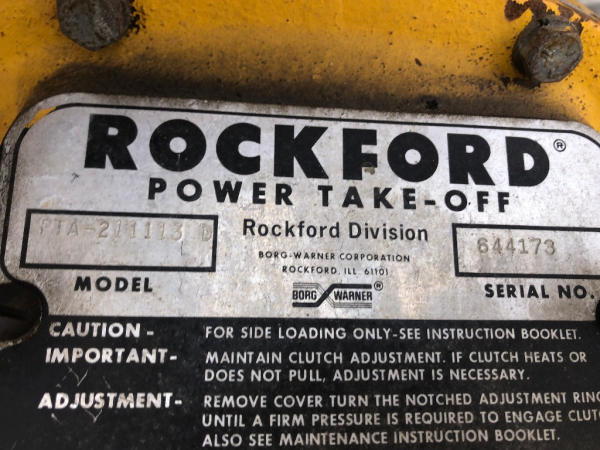 ROCKFORD®
POWER TAKE-OFF
Rockford Division
BORG-WARNER CORPORATION
ROCKFORD, ILL. 61101
BORG WARNER ®
MODEL
644173
SERIAL NO.
CAUTION - FOR SIDE LOADING ONLY-SEE INSTRUCTION BOOKLET.
IMPORTANT- MAINTAIN CLUTCH ADJUSTMENT. IF CLUTCH HEATS OR
DOES NOT PULL, ADJUSTMENT IS NECESSARY.
ADJUSTMENT- REMOVE COVER TURN THE NOTCHED ADJUSTMENT RING
UNTIL A FIRM PRESSURE IS REQUIRED TO ENGAGE CLUT
ALSO SEE MAINTENANCE INSTRUCTION BOOKLET.